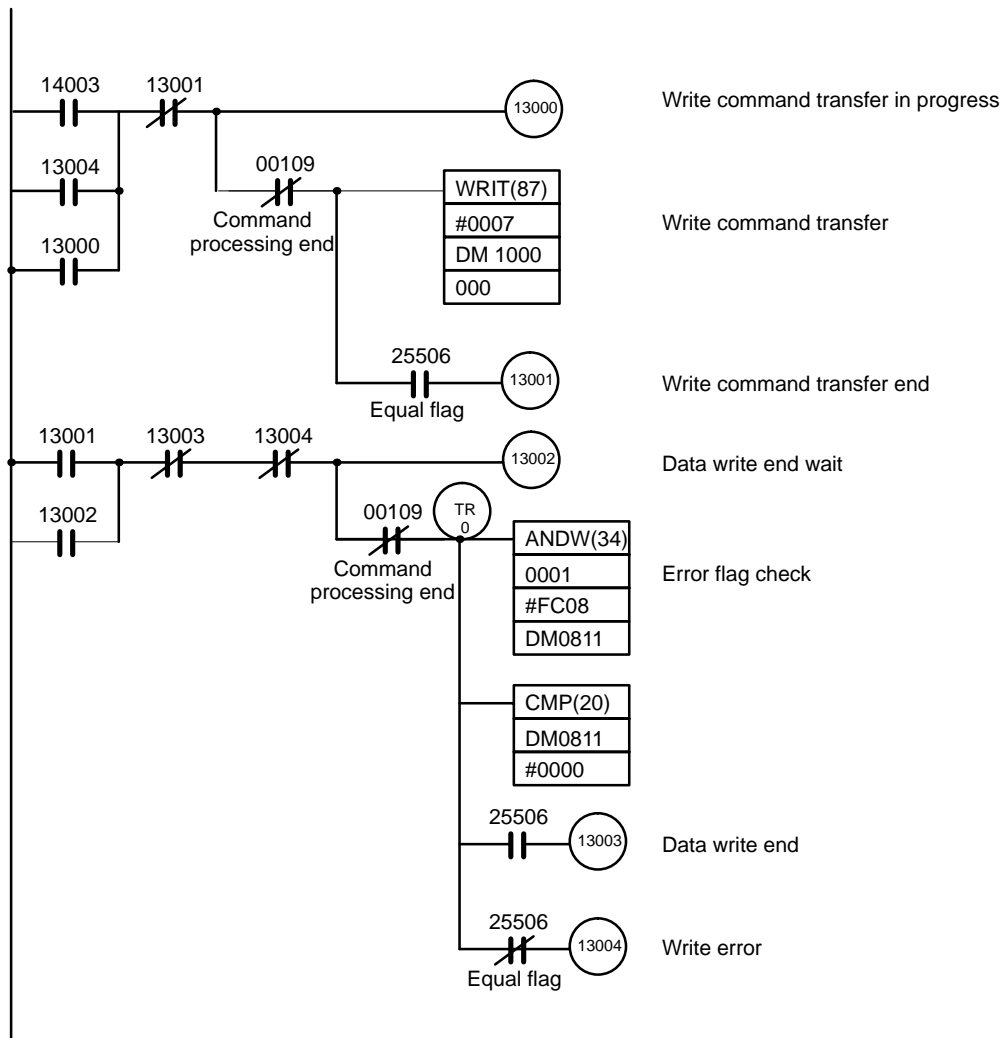 14003 13001
13000
Write command transfer in progress
13004
00109
Command
processing end
WRIT(87)
#0007
DM 1000
000
Write command transfer
13000
25506
Equal flag
13001
Write command transfer end
13001 13003 13004
13002
Data write end wait
13002
00109
Command
processing end
TR
0
ANDW(34)
0001
#FC08
DM0811
Error flag check
CMP(20)
DM0811
#0000
25506
13003
Data write end
25506
Equal flag
13004
Write error